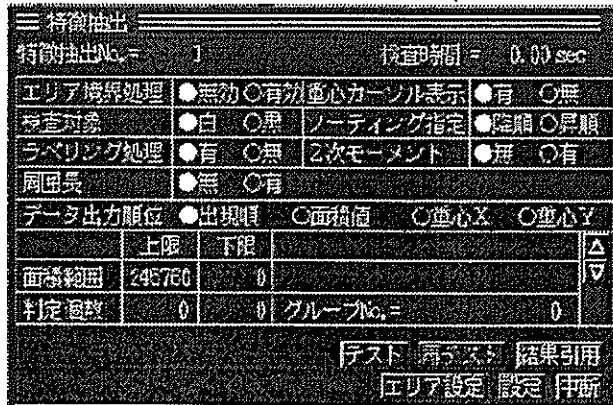 特徴抽出
特徴抽出No.= 1 検査時間 = 0.00 sec
エリア境界処理 ●無効 ○有効 重心カーソル表示 ●有 ○無
検査対象 ●白 ○黒 ソーティング指定 ●降順 ○昇順
ラベリング処理 ●有 ○無 2次モーメント ●無 ○有
周囲長 ●無 ○有
データ出力順位 ●出現順 ○面積値 ○重心X ○重心Y
上限 下限 △
面積範囲 245760 0 ▽
判定個数 0 0 グループNo.= 0
テスト 再テスト 結果引用
エリア設定 設定 中断